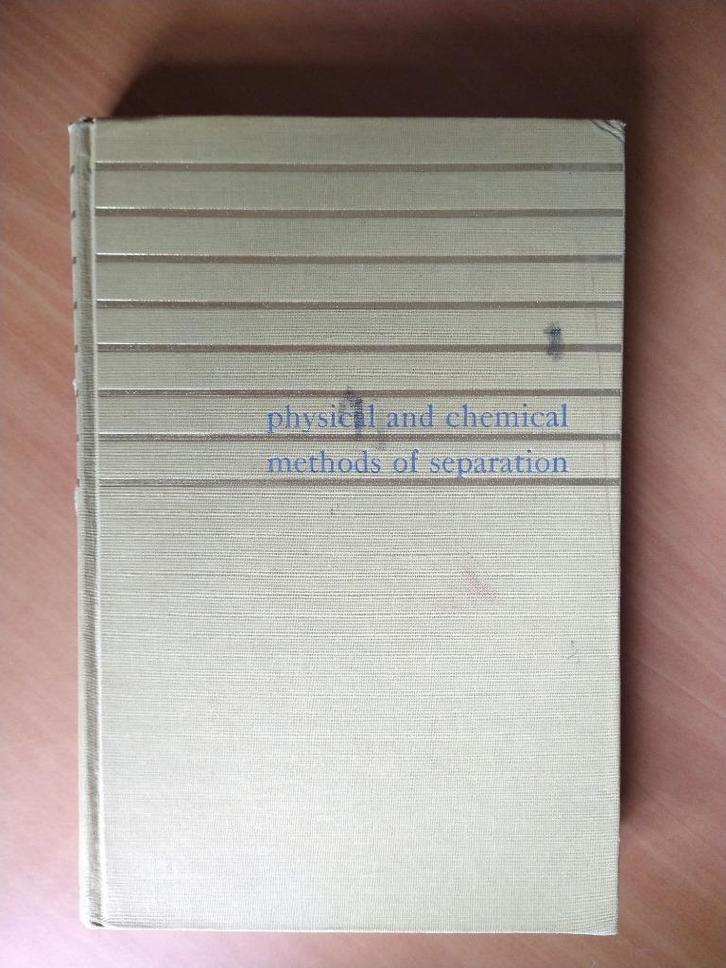 physical and chemical
methods of separation